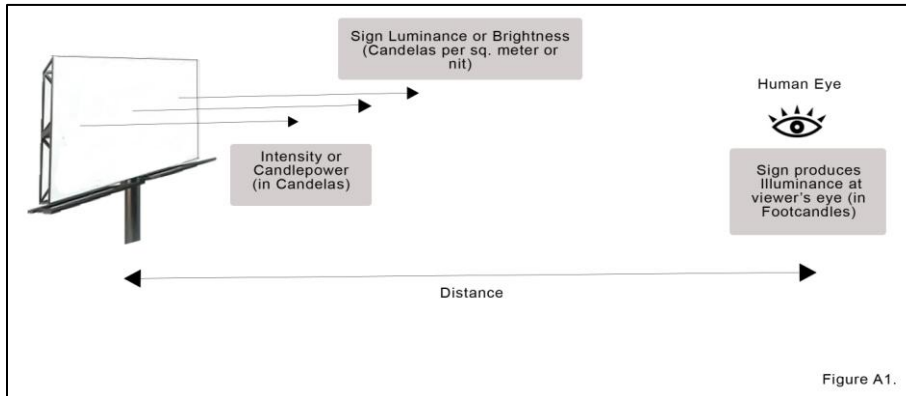 Sign Luminance or Brightness
(Candelas per sq. meter or
nit)
Human Eye
Intensity or
Candlepower
(in Candelas)
Sign produces
Illuminance at
viewer's eye (in
Footcandles)
Distance
Figure A1.